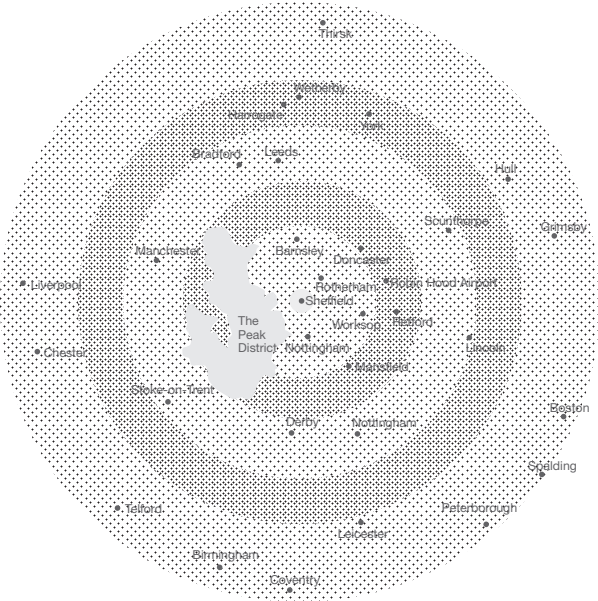 Thirsk
Wetherby
Harrogate
York
Bradford
Leeds
Hull
Scunthorpe
Grimsby
Manchester
Barnsley
Doncaster
Liverpool
Rotherham
Robin Hood Airport
Sheffield
The
Peak
District
Worksop
Retford
Nottingham
Lincoln
Chester
Mansfield
Stoke-on-Trent
Boston
Derby
Nottingham
Spalding
Telford
Peterborough
Leicester
Birmingham
Coventry